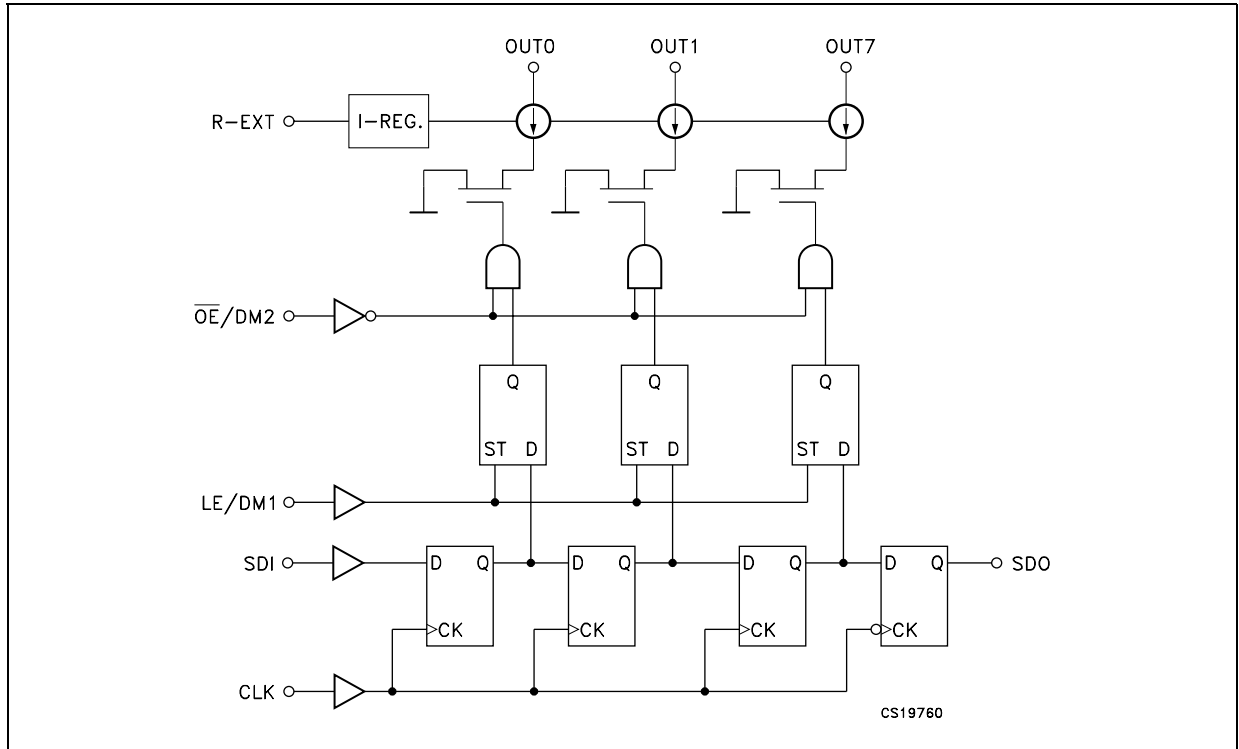 OUT0 OUT1 OUT7
R-EXT I-REG.
O̅E̅/DM2
Q Q Q
ST D ST D ST D
LE/DM1
SDI D Q D Q D Q D Q SDO
CK CK CK CK
CLK
CS19760